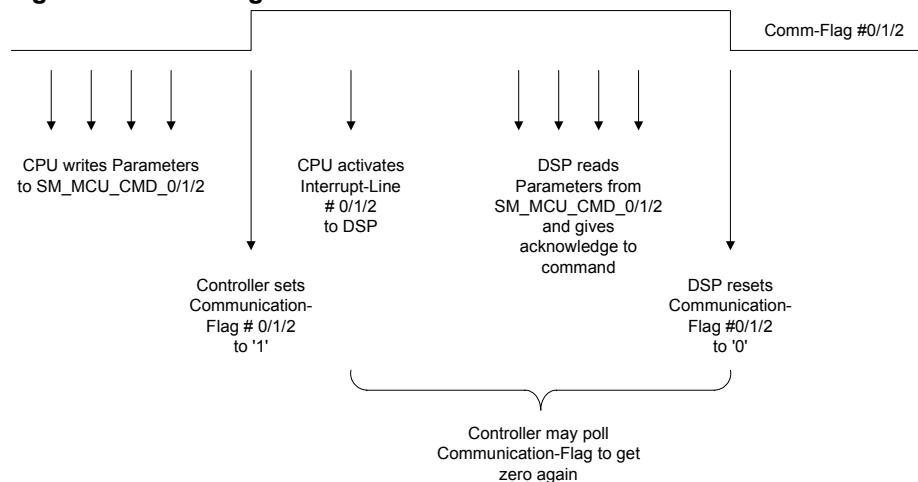 Comm-Flag #0/1/2
CPU writes Parameters
to SM_MCU_CMD_0/1/2
CPU activates
Interrupt-Line
# 0/1/2
to DSP
DSP reads
Parameters from
SM_MCU_CMD_0/1/2
and gives
acknowledge to
command
Controller sets
Communication-
Flag # 0/1/2
to '1'
DSP resets
Communication-
Flag #0/1/2
to '0'
Controller may poll
Communication-Flag to get
zero again